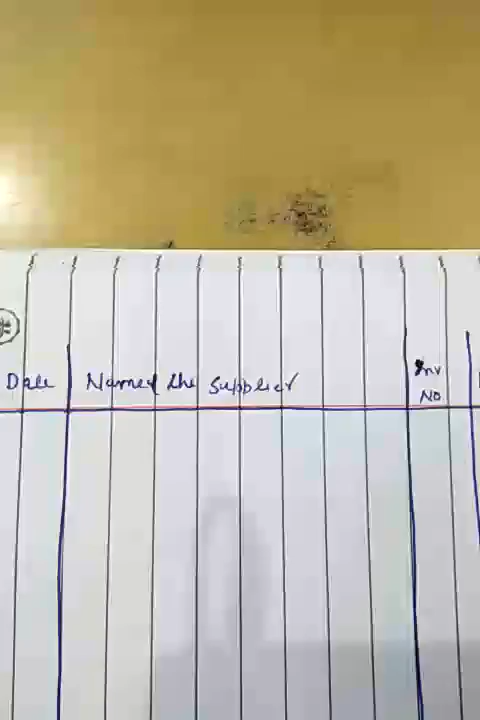 Date Name of the Supplier Inv
No